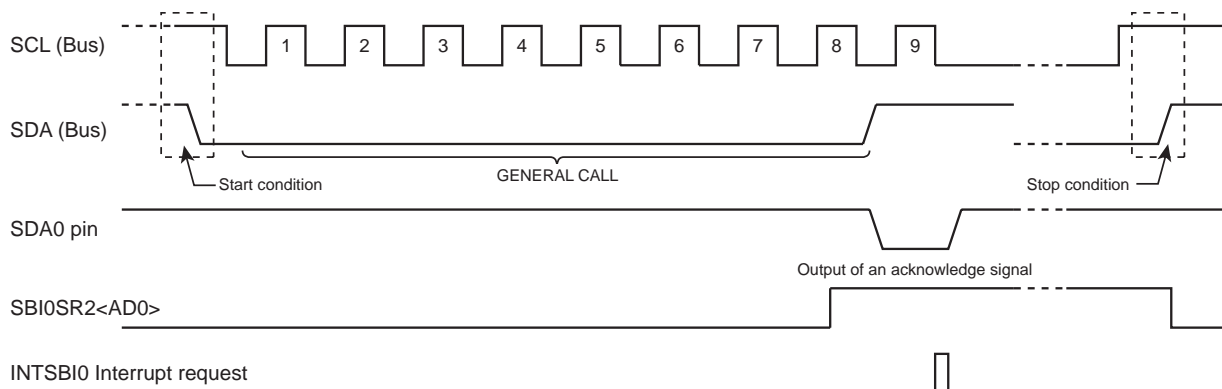 SCL (Bus)
1 2 3 4 5 6 7 8 9
SDA (Bus)
GENERAL CALL
Start condition
Stop condition
SDA0 pin
Output of an acknowledge signal
SBI0SR2<AD0>
INTSBI0 Interrupt request